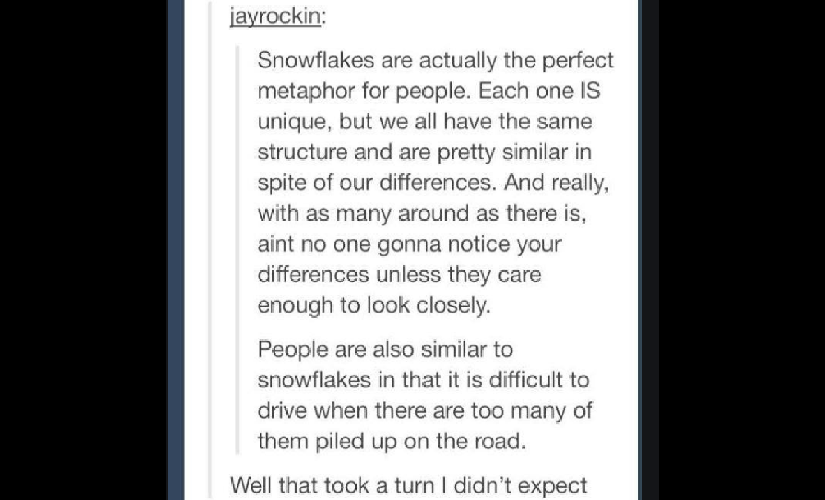 jayrockin:
Snowflakes are actually the perfect
metaphor for people. Each one IS
unique, but we all have the same
structure and are pretty similar in
spite of our differences. And really,
with as many around as there is,
aint no one gonna notice your
differences unless they care
enough to look closely.
People are also similar to
snowflakes in that it is difficult to
drive when there are too many of
them piled up on the road.
Well that took a turn I didn't expect